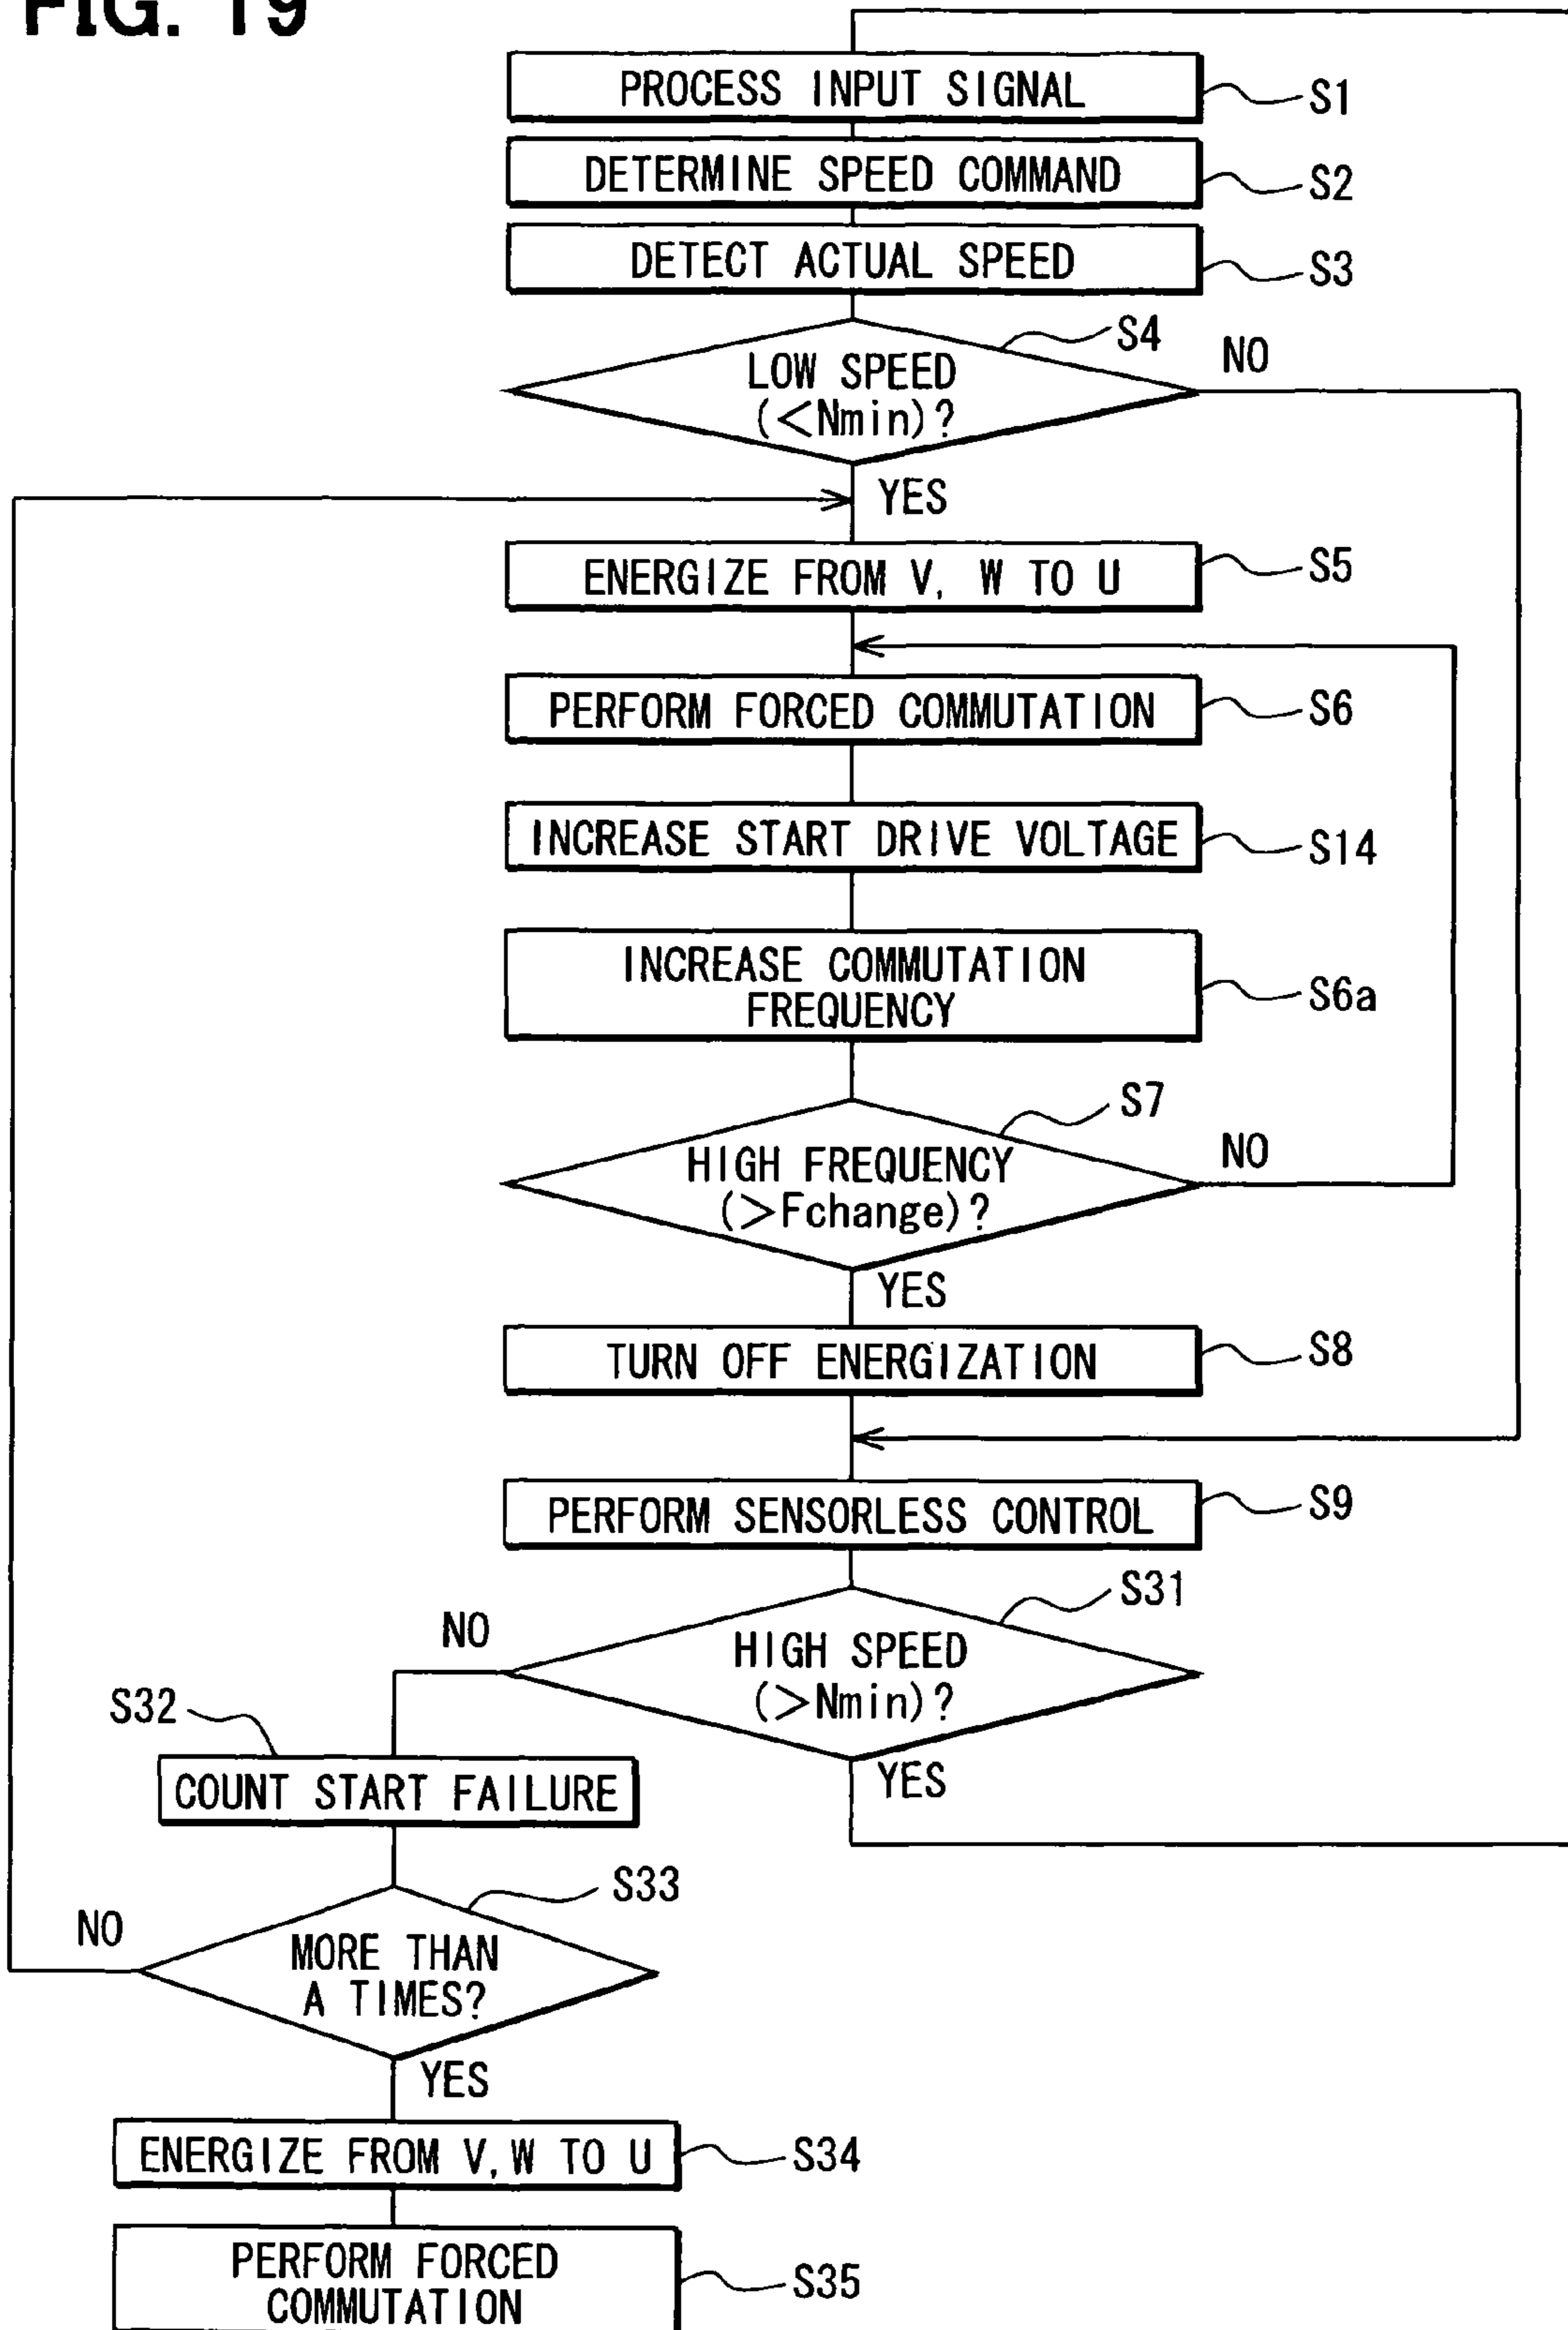 FIG. 19
PROCESS INPUT SIGNAL
S1
DETERMINE SPEED COMMAND
S2
DETECT ACTUAL SPEED
S3
S4
NO
LOW SPEED
(<Nmin)?
YES
ENERGIZE FROM V, W TO U
S5
PERFORM FORCED COMMUTATION
S6
INCREASE START DRIVE VOLTAGE
S14
INCREASE COMMUTATION
FREQUENCY
S6a
S7
NO
HIGH FREQUENCY
(>Fchange)?
YES
TURN OFF ENERGIZATION
S8
PERFORM SENSORLESS CONTROL
S9
S31
NO
HIGH SPEED
(>Nmin)?
YES
S32
COUNT START FAILURE
S33
NO
MORE THAN
A TIMES?
YES
ENERGIZE FROM V,W TO U
S34
PERFORM FORCED
COMMUTATION
S35